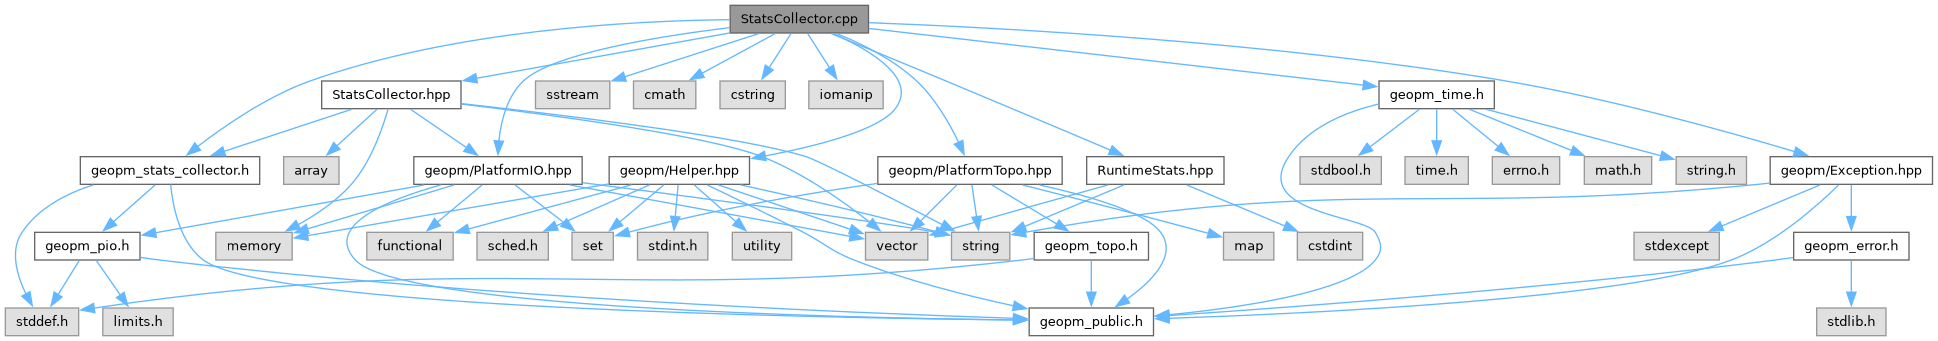 StatsCollector.cpp
StatsCollector.hpp
sstream
cmath
cstring
iomanip
geopm_time.h
geopm_stats_collector.h
array
geopm/PlatformIO.hpp
geopm/Helper.hpp
geopm/PlatformTopo.hpp
RuntimeStats.hpp
stdbool.h
time.h
errno.h
math.h
string.h
geopm/Exception.hpp
geopm_pio.h
memory
functional
sched.h
set
stdint.h
utility
vector
string
geopm_topo.h
map
cstdint
stdexcept
geopm_error.h
stddef.h
limits.h
geopm_public.h
stdlib.h